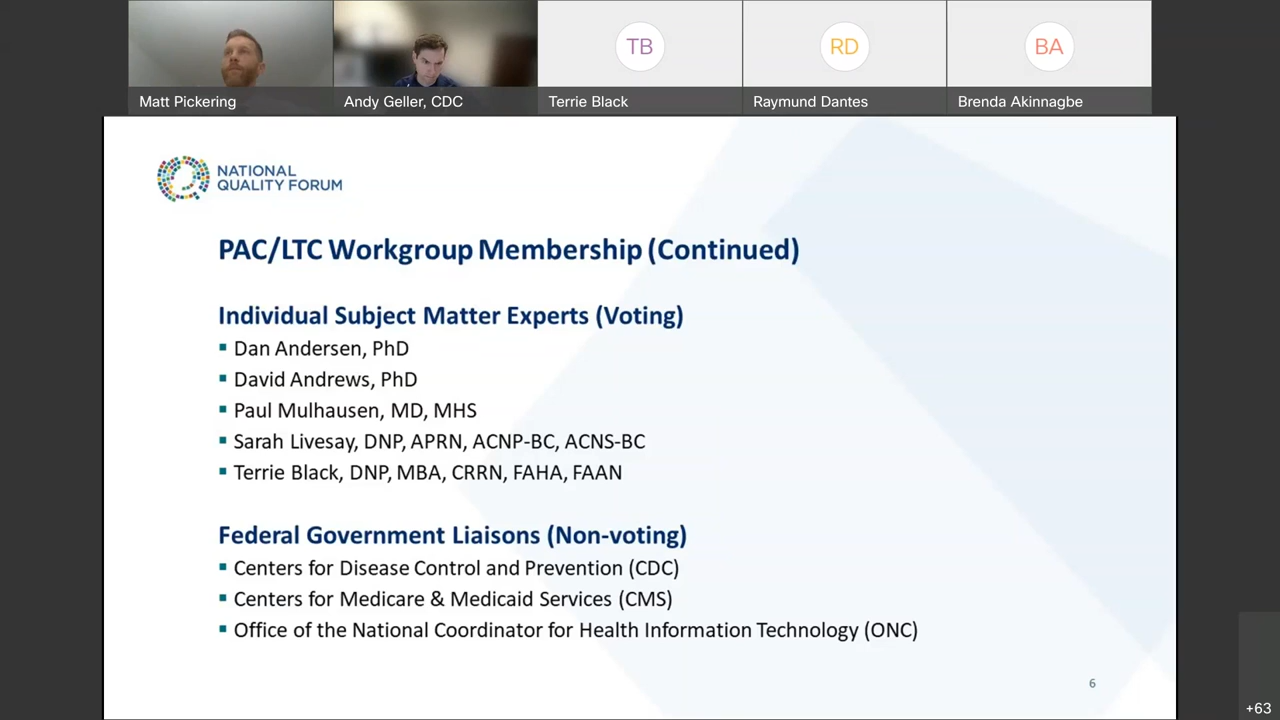 TB
RD
BA
Matt Pickering
Andy Geller, CDC
Terrie Black
Raymund Dantes
Brenda Akinnagbe
NATIONAL
QUALITY FORUM
PAC/LTC Workgroup Membership (Continued)
Individual Subject Matter Experts (Voting)
▪ Dan Andersen, PhD
▪ David Andrews, PhD
▪ Paul Mulhausen, MD, MHS
▪ Sarah Livesay, DNP, APRN, ACNP-BC, ACNS-BC
▪ Terrie Black, DNP, MBA, CRRN, FAHA, FAAN
Federal Government Liaisons (Non-voting)
▪ Centers for Disease Control and Prevention (CDC)
▪ Centers for Medicare & Medicaid Services (CMS)
▪ Office of the National Coordinator for Health Information Technology (ONC)
6
+63